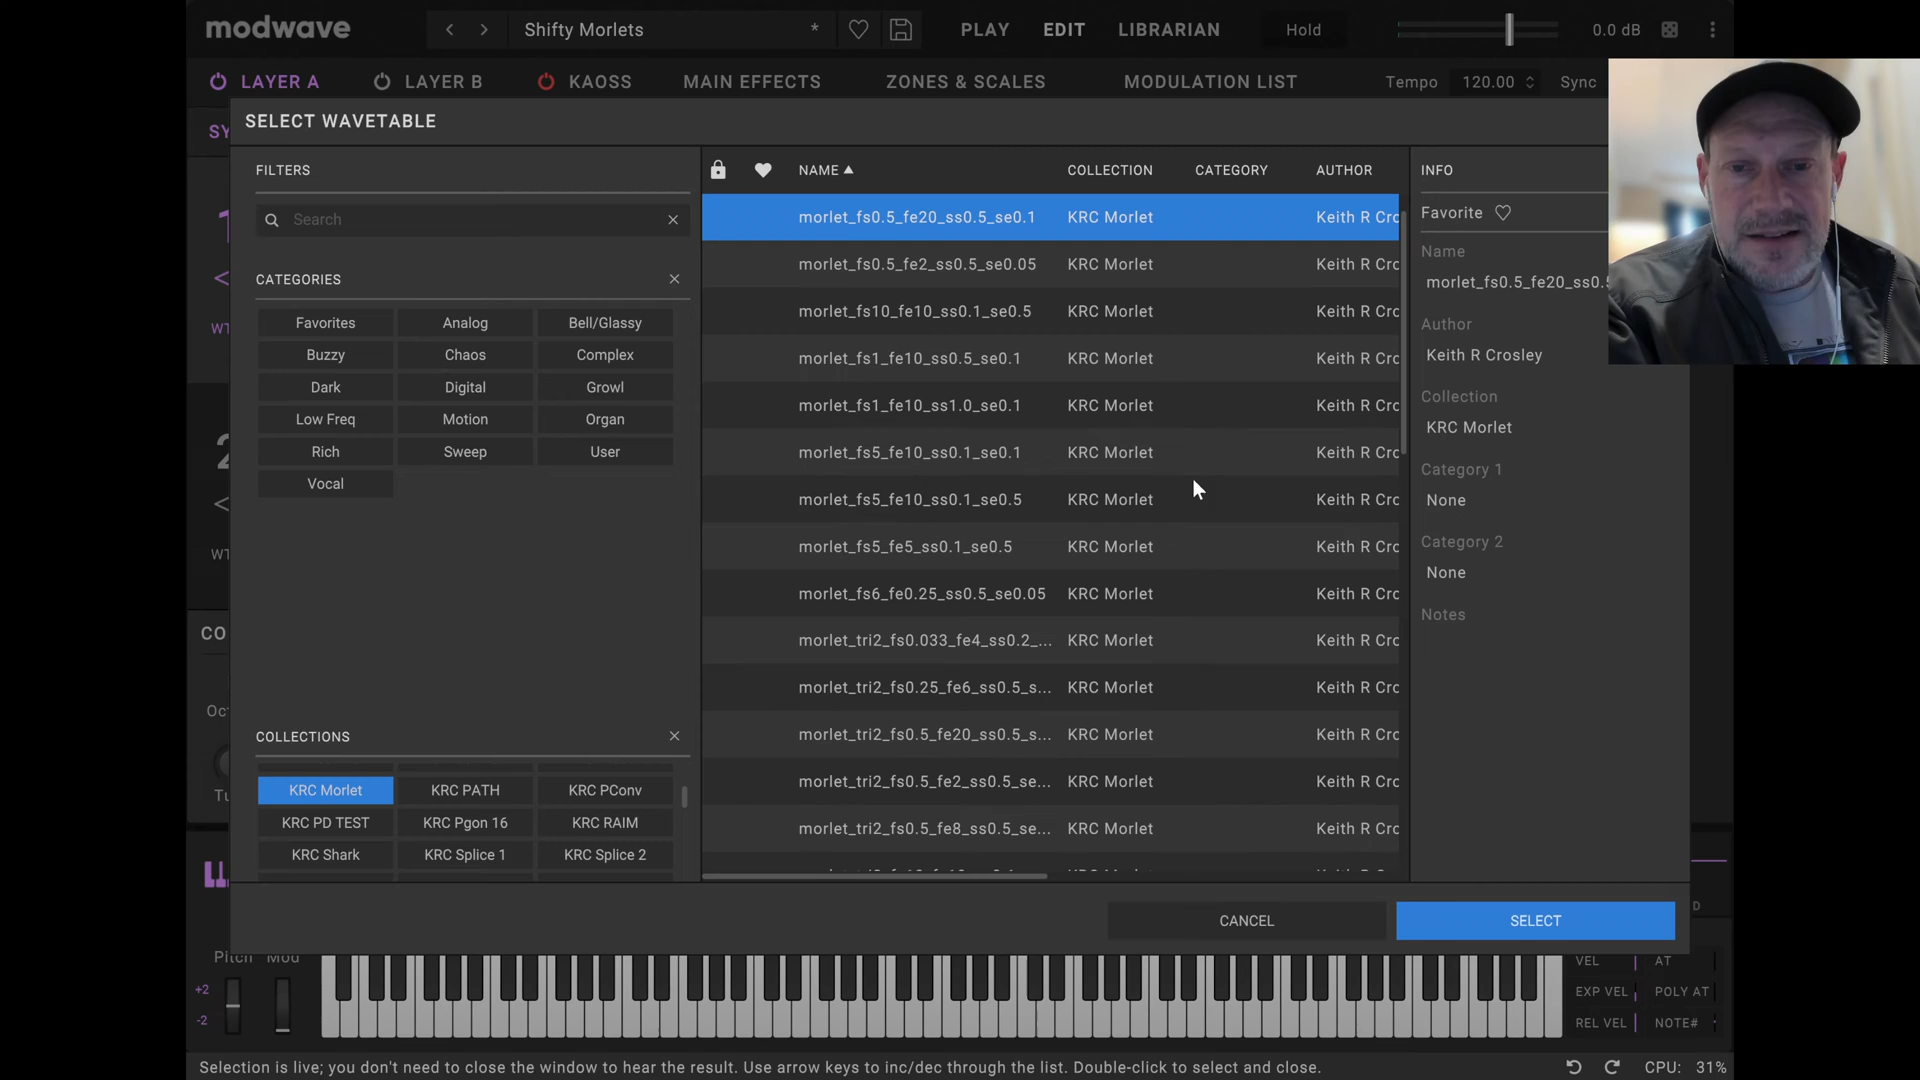 modwave
Shifty Morlets *
PLAY EDIT LIBRARIAN Hold 0.0 dB
LAYER A LAYER B KAOSS MAIN EFFECTS ZONES & SCALES MODULATION LIST Tempo 120.00 Sync
SELECT WAVETABLE
FILTERS
Search
CATEGORIES
Favorites Analog Bell/Glassy
Buzzy Chaos Complex
Dark Digital Growl
Low Freq Motion Organ
Rich Sweep User
Vocal
COLLECTIONS
KRC Morlet KRC PATH KRC PConv
KRC PD TEST KRC Pgon 16 KRC RAIM
KRC Shark KRC Splice 1 KRC Splice 2
NAME COLLECTION CATEGORY AUTHOR
morlet_fs0.5_fe20_ss0.5_se0.1 KRC Morlet Keith R Cro
morlet_fs0.5_fe2_ss0.5_se0.05 KRC Morlet Keith R Cro
morlet_fs10_fe10_ss0.1_se0.5 KRC Morlet Keith R Cro
morlet_fs1_fe10_ss0.5_se0.1 KRC Morlet Keith R Cro
morlet_fs1_fe10_ss1.0_se0.1 KRC Morlet Keith R Cro
morlet_fs5_fe10_ss0.1_se0.1 KRC Morlet Keith R Cro
morlet_fs5_fe10_ss0.1_se0.5 KRC Morlet Keith R Cro
morlet_fs5_fe5_ss0.1_se0.5 KRC Morlet Keith R Cro
morlet_fs6_fe0.25_ss0.5_se0.05 KRC Morlet Keith R Cro
morlet_tri2_fs0.033_fe4_ss0.2_... KRC Morlet Keith R Cro
morlet_tri2_fs0.25_fe6_ss0.5_s... KRC Morlet Keith R Cro
morlet_tri2_fs0.5_fe20_ss0.5_s... KRC Morlet Keith R Cro
morlet_tri2_fs0.5_fe2_ss0.5_se... KRC Morlet Keith R Cro
morlet_tri2_fs0.5_fe8_ss0.5_se... KRC Morlet Keith R Cro
INFO
Favorite
Name
morlet_fs0.5_fe20_ss0.5
Author
Keith R Crosley
Collection
KRC Morlet
Category 1
None
Category 2
None
Notes
CANCEL SELECT
Pitch Mod
+2
-2
VEL AT
EXP VEL POLY AT
REL VEL NOTE#
Selection is live; you don't need to close the window to hear the result. Use arrow keys to inc/dec through the list. Double-click to select and close. CPU: 31%